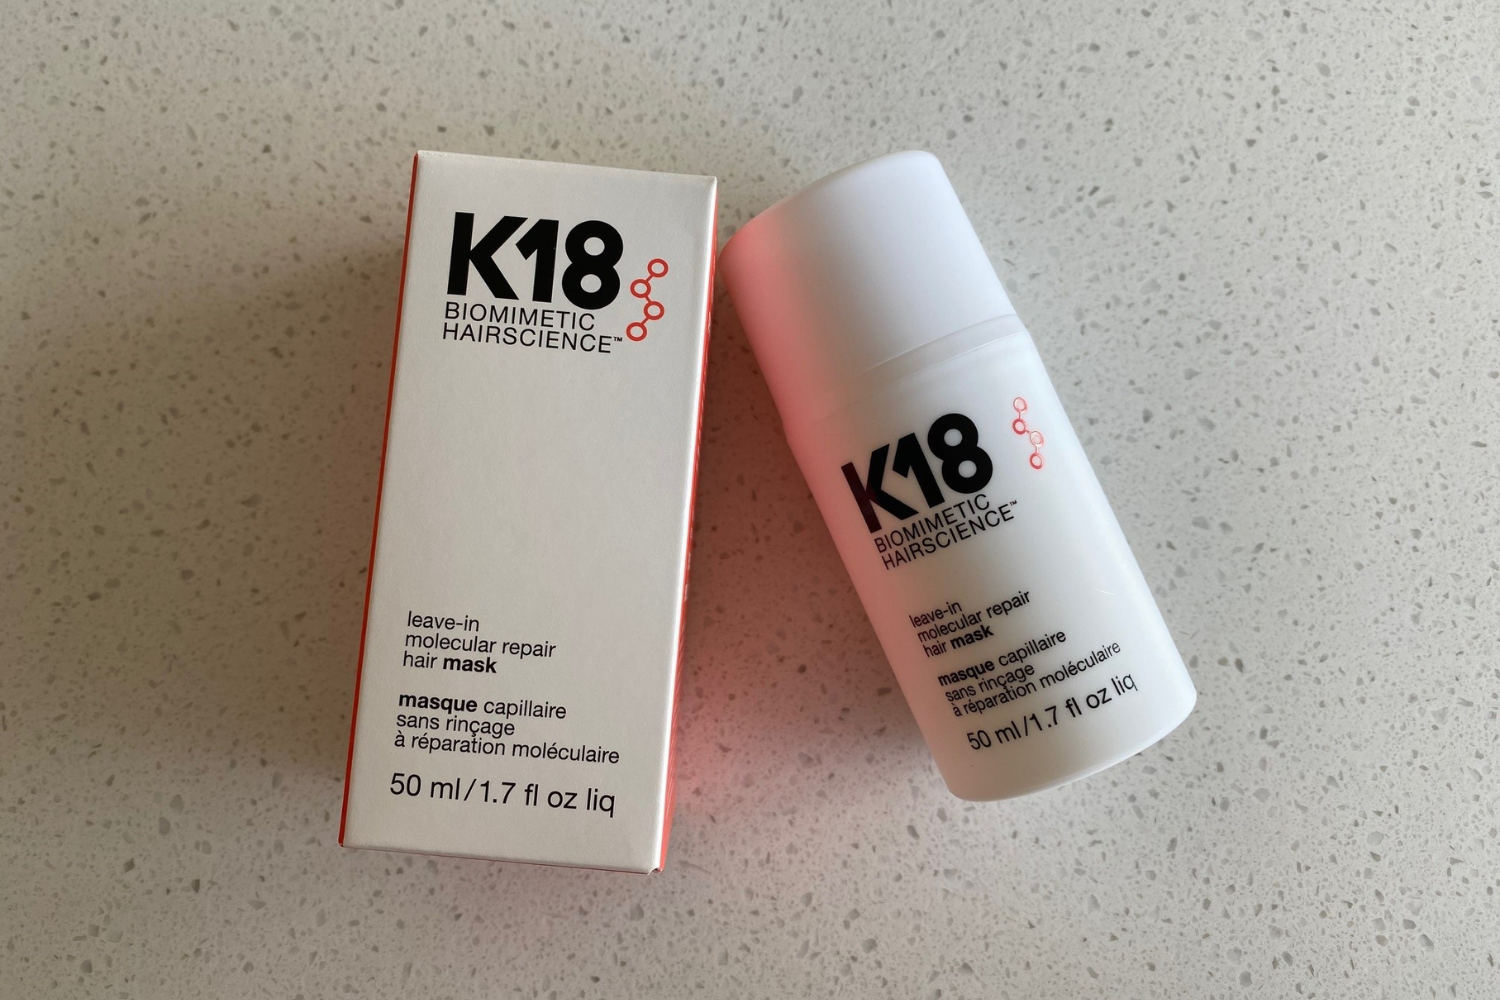 K18
BIOMIMETIC
HAIRSCIENCE™
leave-in
molecular repair
hair mask
masque capillaire
sans rinçage
à réparation moléculaire
50 ml/1.7 fl oz liq
K18
BIOMIMETIC
HAIRSCIENCE™
leave-in
molecular repair
hair mask
masque capillaire
sans rinçage
à réparation moléculaire
50 ml/1.7 fl oz liq